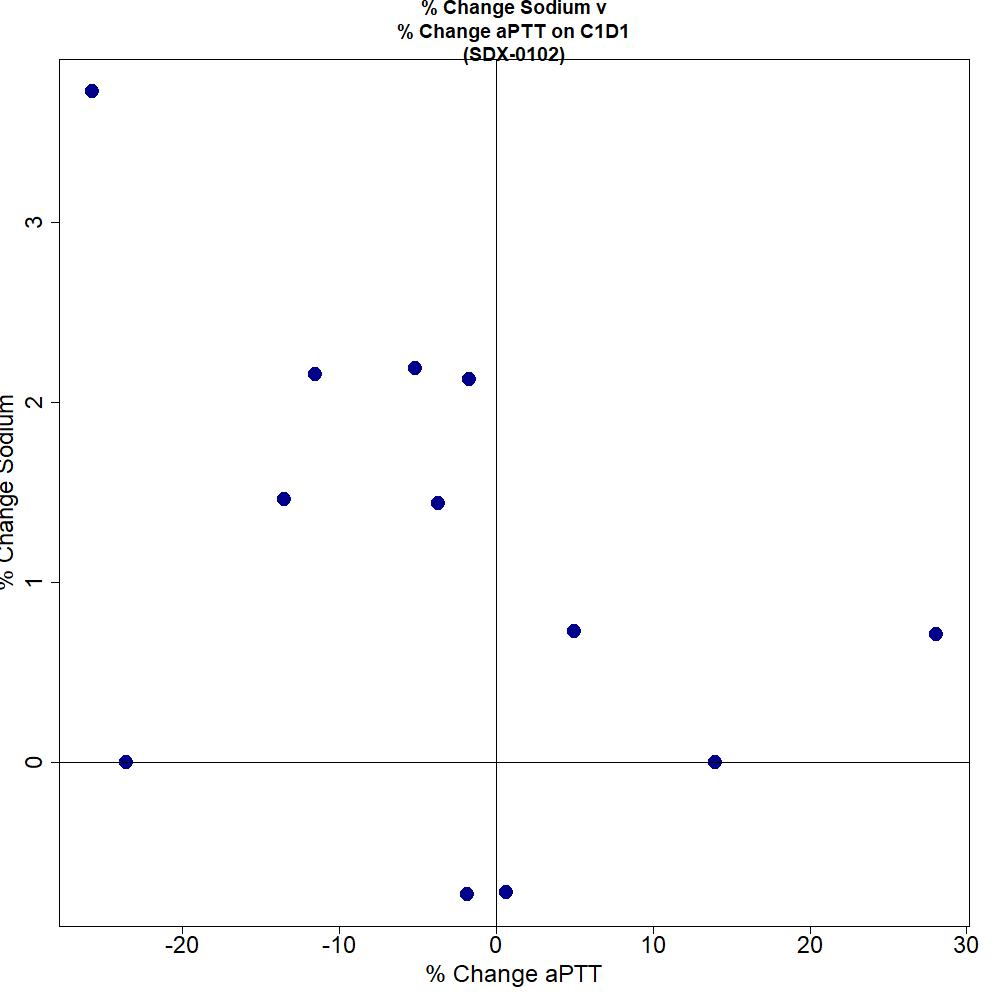 % Change Sodium v
% Change aPTT on C1D1
(SDX-0102)
% Change Sodium
3
2
1
0
-20
-10
0
10
20
30
% Change aPTT